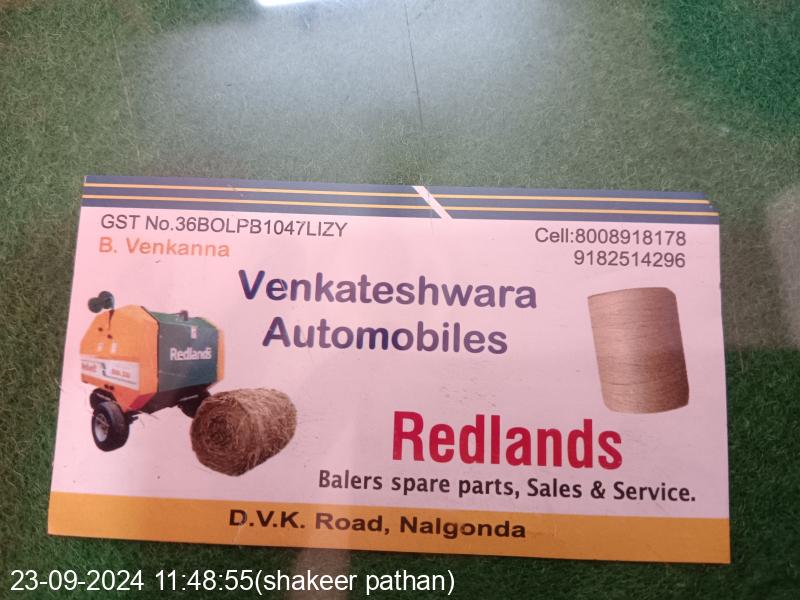 GST No.36BOLPB1047LIZY
B. Venkanna
Cell:8008918178
9182514296
Venkateshwara
Automobiles
Redlands
Redlands
Balers spare parts, Sales & Service.
D.V.K. Road, Nalgonda
23-09-2024 11:48:55(shakeer pathan)